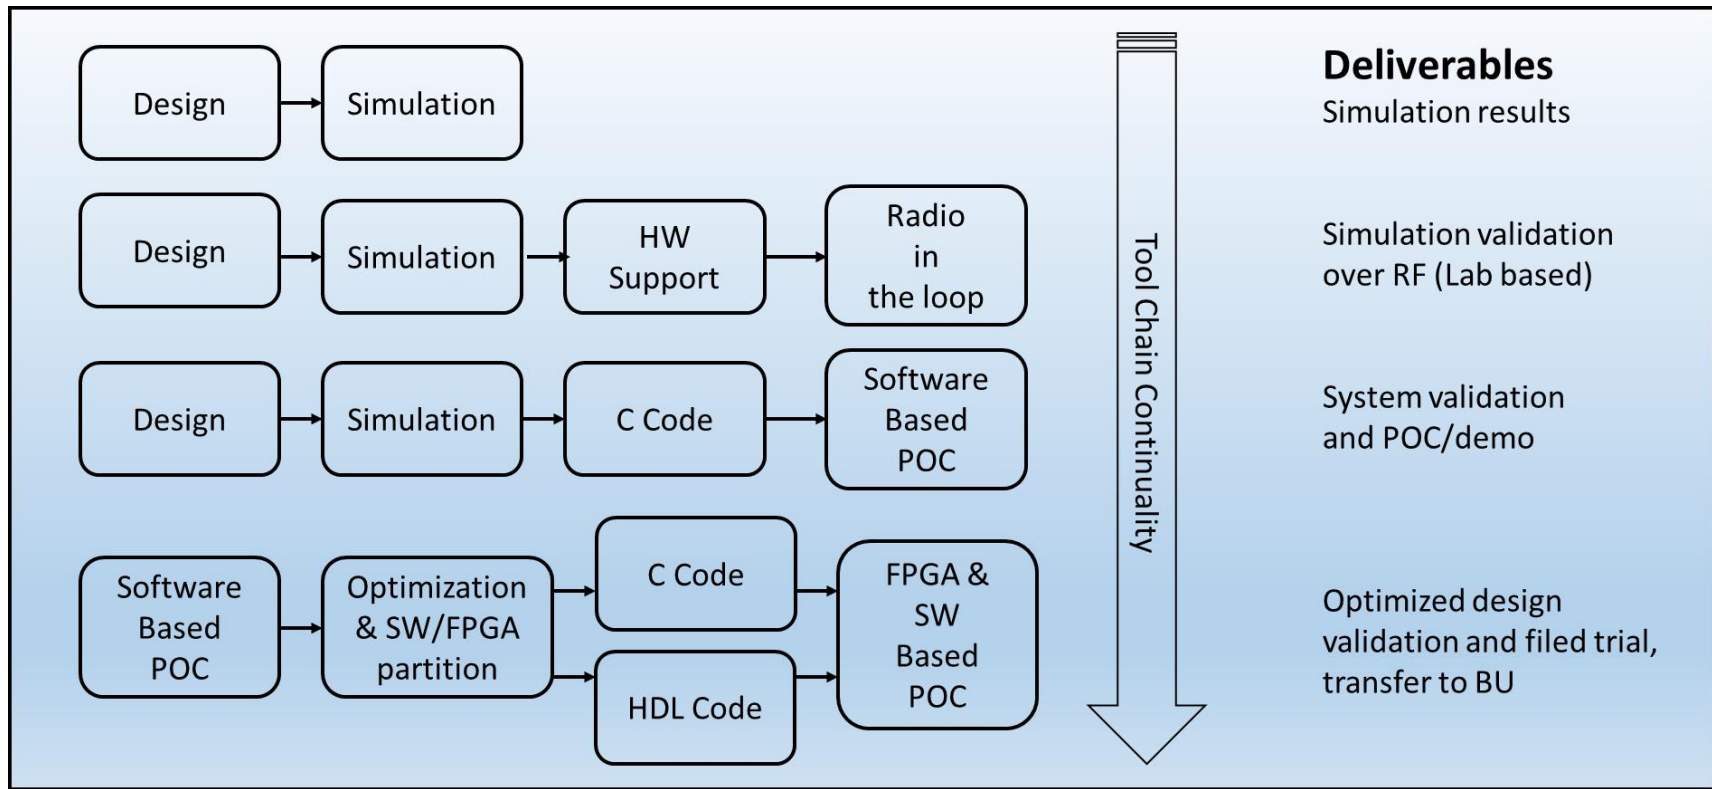 Design
Simulation
Deliverables
Simulation results
Design
Simulation
HW
Support
Radio
in
the loop
Simulation validation
over RF (Lab based)
Design
Simulation
C Code
Software
Based
POC
System validation
and POC/demo
Software
Based
POC
Optimization
& SW/FPGA
partition
C Code
HDL Code
FPGA &
SW
Based
POC
Optimized design
validation and filed trial,
transfer to BU
Tool Chain Continuality